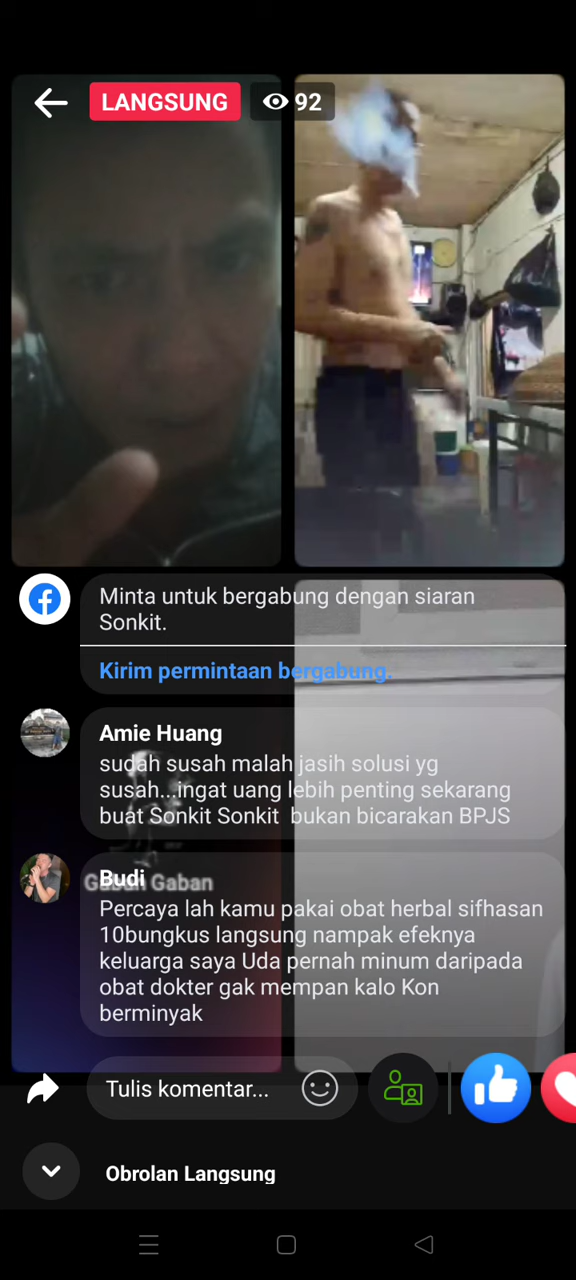 LANGSUNG
92
Minta untuk bergabung dengan siaran
Sonkit.
Kirim permintaan bergabung.
Amie Huang
sudah susah malah jasih solusi yg
susah...ingat uang lebih penting sekarang
buat Sonkit Sonkit bukan bicarakan BPJS
Budi
Gaban Gaban
Percaya lah kamu pakai obat herbal sifhasan
10bungkus langsung nampak efeknya
keluarga saya Uda pernah minum daripada
obat dokter gak mempan kalo Kon
berminyak
Tulis komentar...
Obrolan Langsung